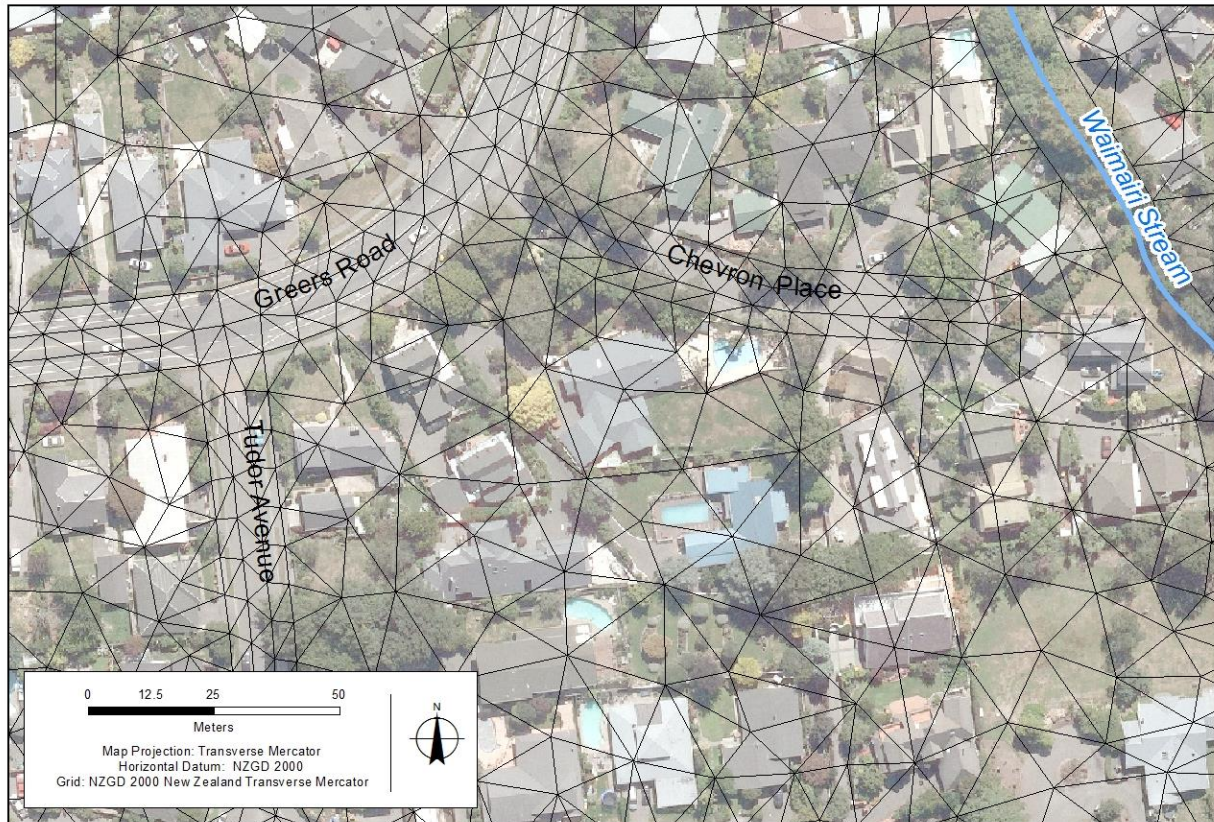 Waimairi Stream
Chevron  Place
Greers Road
Tudor Avenue
0 12.5 25 50
Meters
N
Map Projection: Transverse Mercator
Horizontal Datum:  NZGD 2000
Grid: NZGD 2000 New Zealand Transverse Mercator